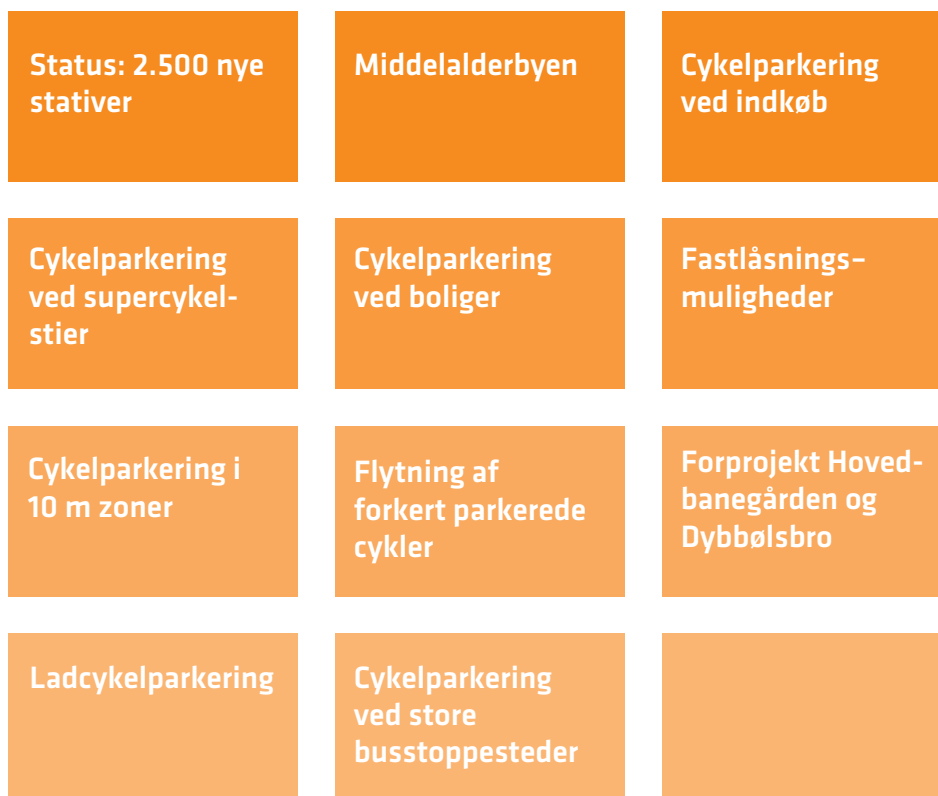 Status: 2.500 nye
stativer
Middelalderbyen
Cykelparkering
ved indkøb
Cykelparkering
ved supercykel-
stier
Cykelparkering
ved boliger
Fastlåsnings-
muligheder
Cykelparkering i
10 m zoner
Flytning af
forkert parkerede
cykler
Forprojekt Hoved-
banegården og
Dybbølsbro
Ladcykelparkering
Cykelparkering
ved store
busstoppesteder